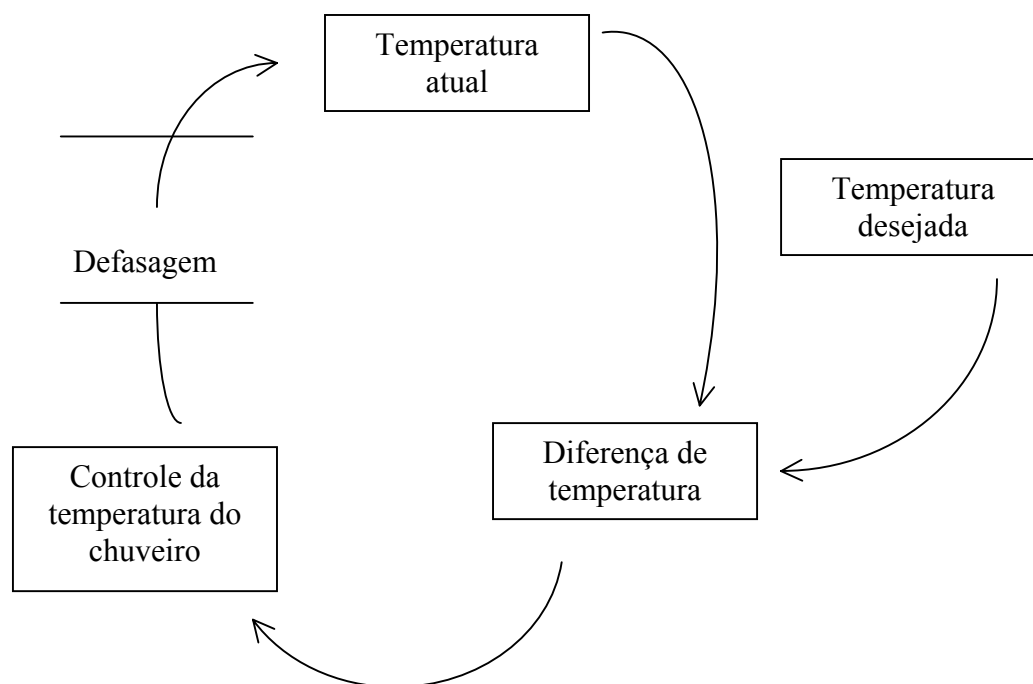 Temperatura
atual
Temperatura
desejada
Defasagem
Diferença de
temperatura
Controle da
temperatura do
chuveiro